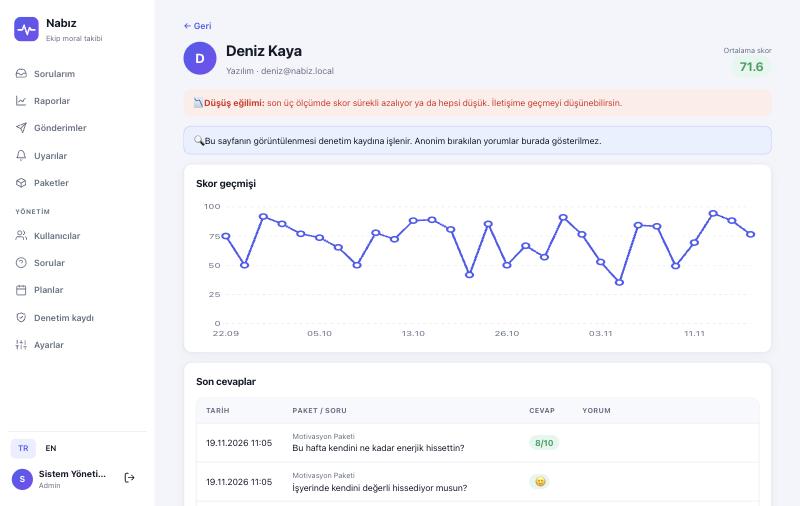 Nabız
Ekip moral takibi
Sorularım
Raporlar
Gönderimler
Uyarılar
Paketler
YÖNETİM
Kullanıcılar
Sorular
Planlar
Denetim kaydı
Ayarlar
TR EN
S
Sistem Yöneti...
Admin
← Geri
D
Deniz Kaya
Yazılım · deniz@nabiz.local
Ortalama skor
71.6
Düşüş eğilimi: son üç ölçümde skor sürekli azalıyor ya da hepsi düşük. İletişime geçmeyi düşünebilirsin.
Bu sayfanın görüntülenmesi denetim kaydına işlenir. Anonim bırakılan yorumlar burada gösterilmez.
Skor geçmişi
100
75
50
25
0
22.09 05.10 13.10 26.10 03.11 11.11
Son cevaplar
TARİH PAKET / SORU CEVAP YORUM
Motivasyon Paketi
19.11.2026 11:05 Bu hafta kendini ne kadar enerjik hissettin? 8/10
Motivasyon Paketi
19.11.2026 11:05 İşyerinde kendini değerli hissediyor musun?